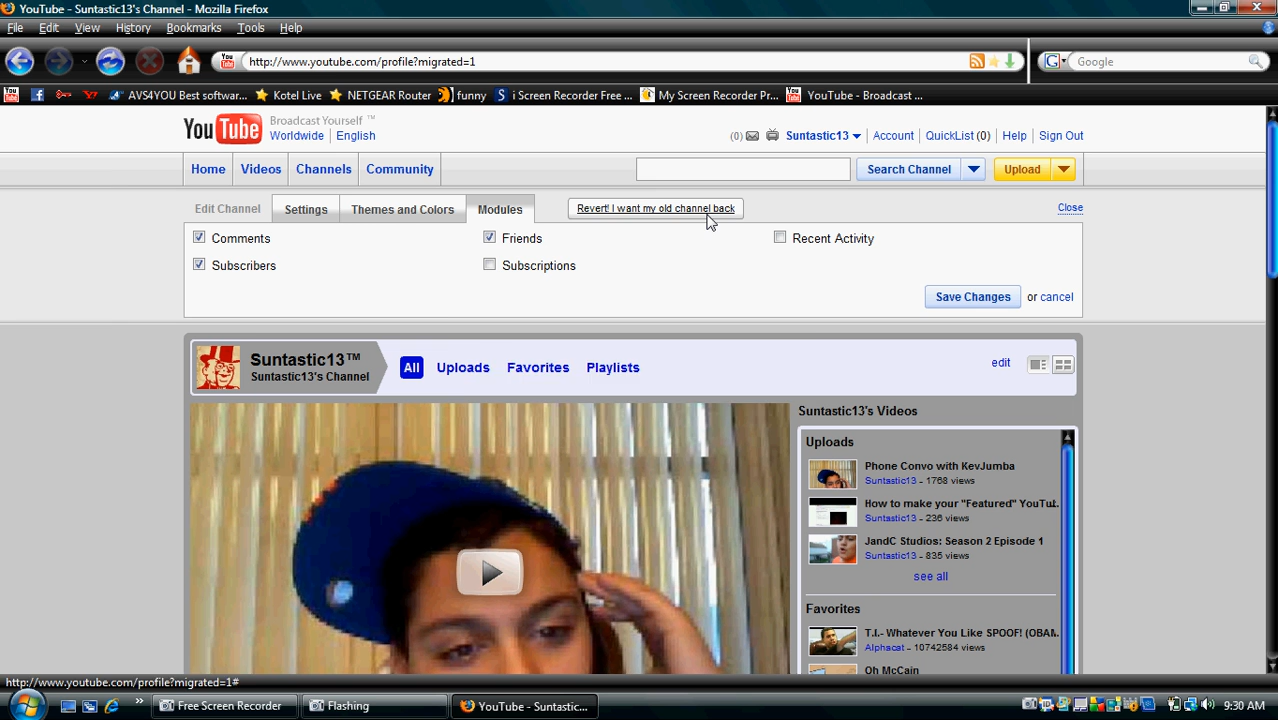 YouTube - Suntastic13's Channel - Mozilla Firefox
File Edit View History Bookmarks Tools Help
http://www.youtube.com/profile?migrated=1
Google
AVS4YOU Best softwar... Kotel Live NETGEAR Router funny i Screen Recorder Free ... My Screen Recorder Pr... YouTube - Broadcast ...
YouTube Broadcast Yourself ™
Worldwide English
(0) Suntastic13 Account QuickList (0) Help Sign Out
Home Videos Channels Community Search Channel Upload
Edit Channel Settings Themes and Colors Modules Revert! I want my old channel back Close
Comments Friends Recent Activity
Subscribers Subscriptions
Save Changes or cancel
Suntastic13™
Suntastic13's Channel
All Uploads Favorites Playlists edit
Suntastic13's Videos
Uploads
Phone Convo with KevJumba
Suntastic13 - 1768 views
How to make your "Featured" YouTu...
Suntastic13 - 236 views
JandC Studios: Season 2 Episode 1
Suntastic13 - 835 views
see all
Favorites
T.I.- Whatever You Like SPOOF! (OBAM...
Alphacat - 10742584 views
Oh McCain
http://www.youtube.com/profile?migrated=1#
Free Screen Recorder Flashing YouTube - Suntastic... 9:30 AM